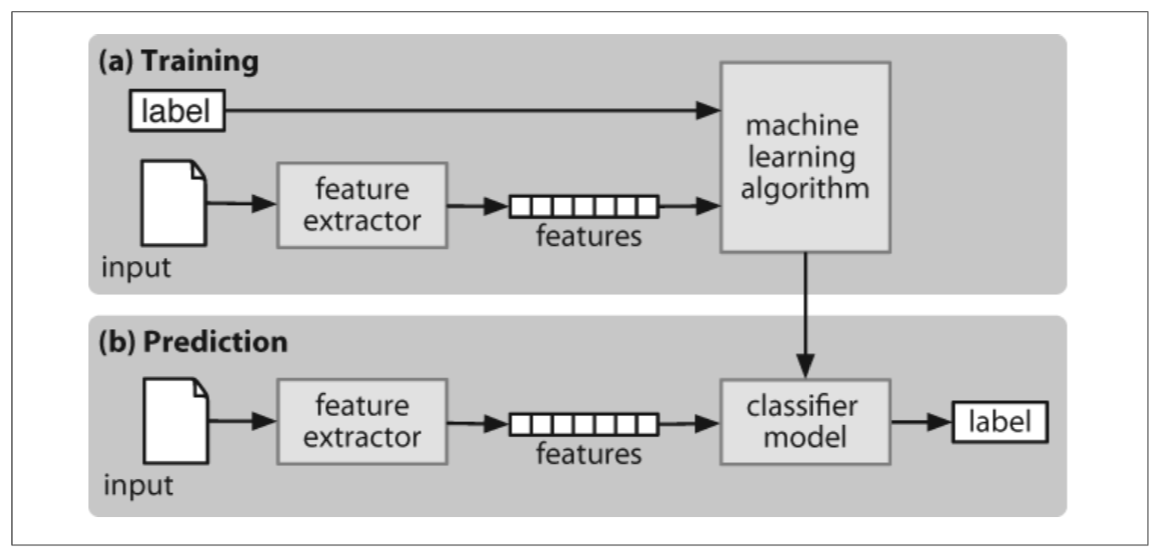 (a) Training
label
machine
learning
algorithm
feature
extractor
features
input
(b) Prediction
feature
extractor
features
input
classifier
model
label